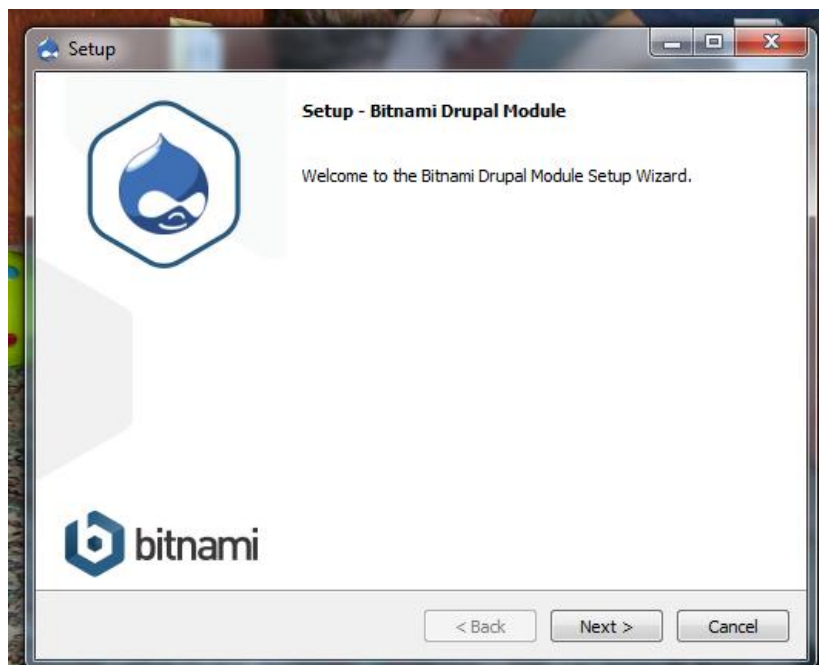 Setup
Setup - Bitnami Drupal Module
Welcome to the Bitnami Drupal Module Setup Wizard.
bitnami
< Back
Next >
Cancel